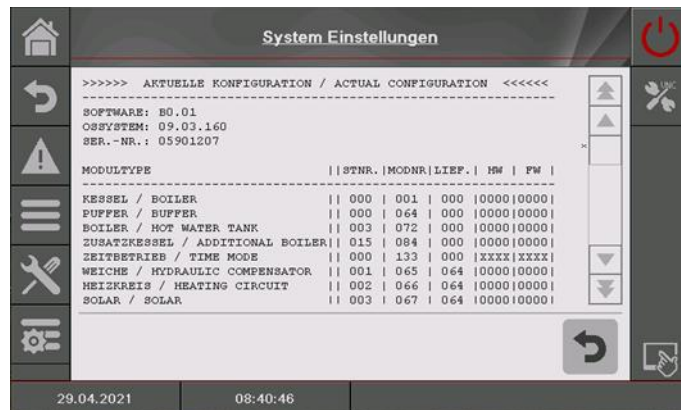 System Einstellungen
>>>>>> AKTUELLE KONFIGURATION / ACTUAL CONFIGURATION <<<<<<
------------------------------------------------------------
SOFTWARE: B0.01
OSSYSTEM: 09.03.160
SER.-NR.: 05901207
MODULTYPE ||STNR.|MODNR|LIEF.| HW | FW |
------------------------------------------------------------
KESSEL / BOILER || 000 | 001 | 000 |0000|0000|
PUFFER / BUFFER || 000 | 064 | 000 |0000|0000|
BOILER / HOT WATER TANK || 003 | 072 | 000 |0000|0000|
ZUSATZKESSEL / ADDITIONAL BOILER|| 015 | 084 | 000 |0000|0000|
ZEITBETRIEB / TIME MODE || 000 | 133 | 000 |XXXX|XXXX|
WEICHE / HYDRAULIC COMPENSATOR || 001 | 065 | 064 |0000|0000|
HEIZKREIS / HEATING CIRCUIT || 002 | 066 | 064 |0000|0000|
SOLAR / SOLAR || 003 | 067 | 064 |0000|0000|
29.04.2021 08:40:46